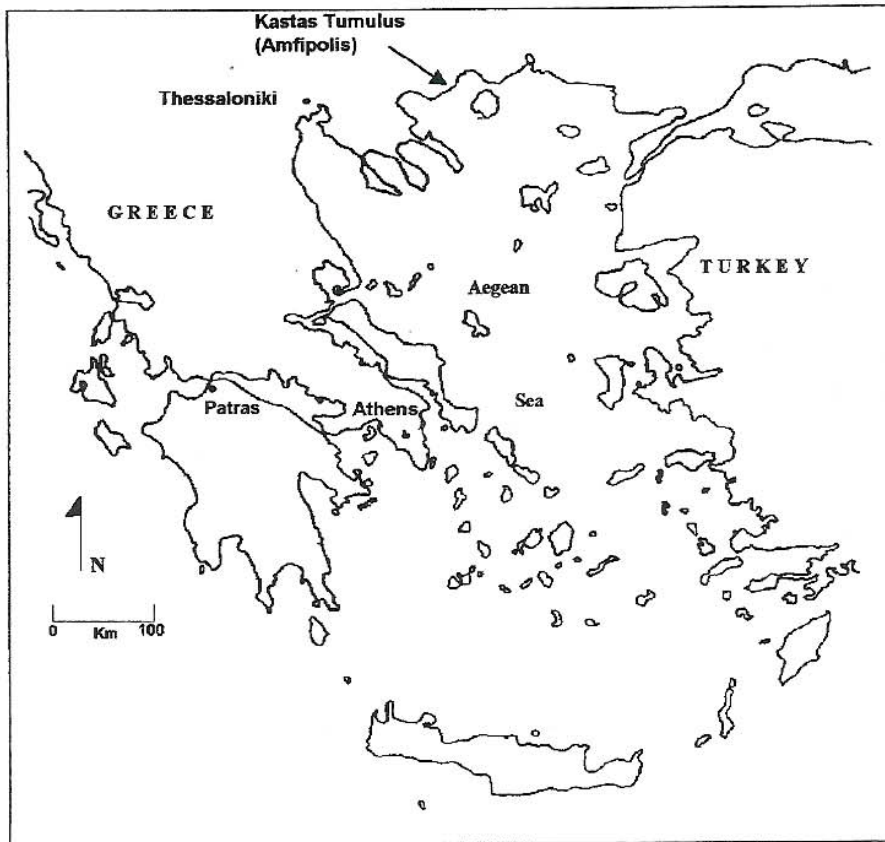 Kastas Tumulus
(Amfipolis)
Thessaloniki
GREECE
TURKEY
Aegean
Sea
Patras
Athens
N
0 Km 100